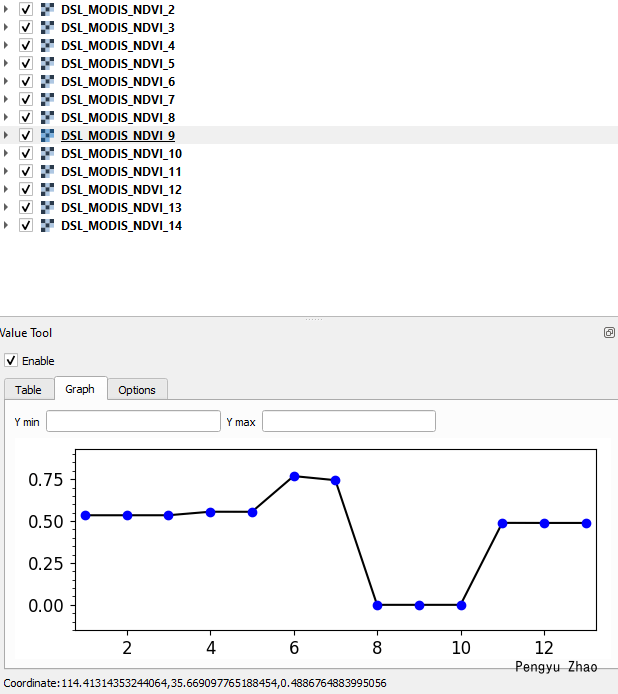 DSL_MODIS_NDVI_2
DSL_MODIS_NDVI_3
DSL_MODIS_NDVI_4
DSL_MODIS_NDVI_5
DSL_MODIS_NDVI_6
DSL_MODIS_NDVI_7
DSL_MODIS_NDVI_8
DSL_MODIS_NDVI_9
DSL_MODIS_NDVI_10
DSL_MODIS_NDVI_11
DSL_MODIS_NDVI_12
DSL_MODIS_NDVI_13
DSL_MODIS_NDVI_14
Value Tool
Enable
Table Graph Options
Y min Y max
0.75
0.50
0.25
0.00
2 4 6 8 10 12
Pengyu Zhao
Coordinate:114.41314353244064,35.669097765188454,0.4886764883995056